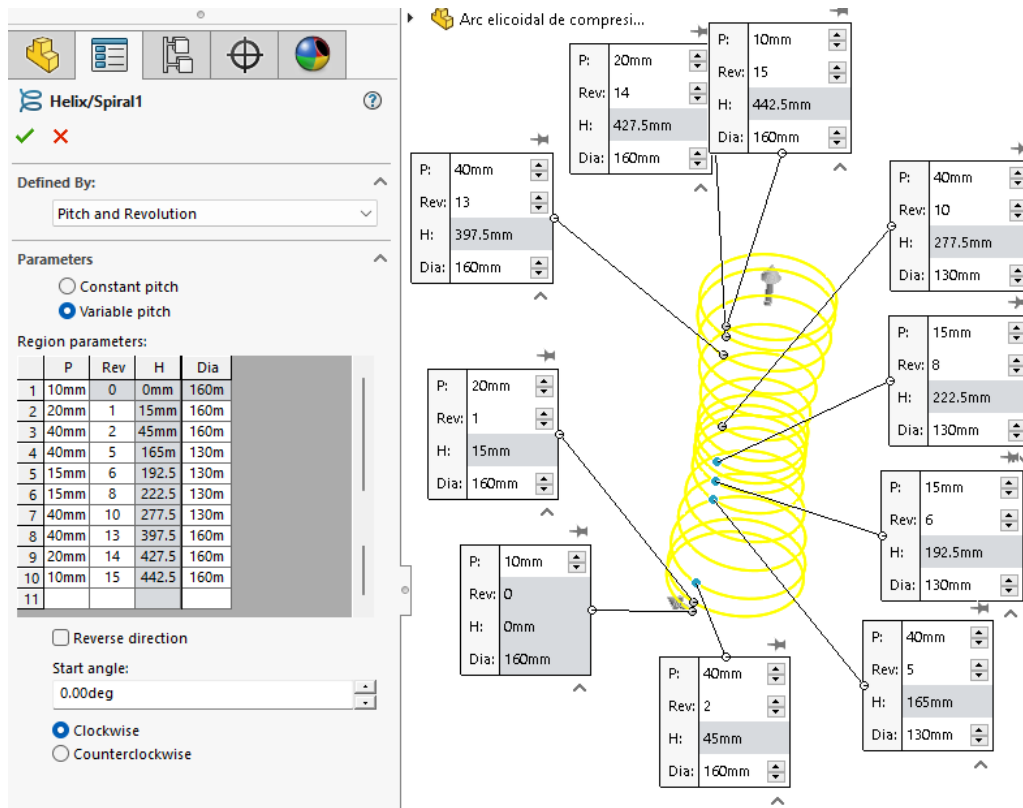 Arc elicoidal de compresi...
Helix/Spiral1
?
Defined By:
Pitch and Revolution
Parameters
Constant pitch
Variable pitch
Region parameters:
P Rev H Dia
1 10mm 0 0mm 160m
2 20mm 1 15mm 160m
3 40mm 2 45mm 160m
4 40mm 5 165m 130m
5 15mm 6 192.5 130m
6 15mm 8 222.5 130m
7 40mm 10 277.5 130m
8 40mm 13 397.5 160m
9 20mm 14 427.5 160m
10 10mm 15 442.5 160m
11
Reverse direction
Start angle:
0.00deg
Clockwise
Counterclockwise
P: 20mm
Rev: 14
H: 427.5mm
Dia: 160mm
P: 10mm
Rev: 15
H: 442.5mm
Dia: 160mm
P: 40mm
Rev: 13
H: 397.5mm
Dia: 160mm
P: 40mm
Rev: 10
H: 277.5mm
Dia: 130mm
P: 15mm
Rev: 8
H: 222.5mm
Dia: 130mm
P: 20mm
Rev: 1
H: 15mm
Dia: 160mm
P: 15mm
Rev: 6
H: 192.5mm
Dia: 130mm
P: 10mm
Rev: 0
H: 0mm
Dia: 160mm
P: 40mm
Rev: 5
H: 165mm
Dia: 130mm
P: 40mm
Rev: 2
H: 45mm
Dia: 160mm